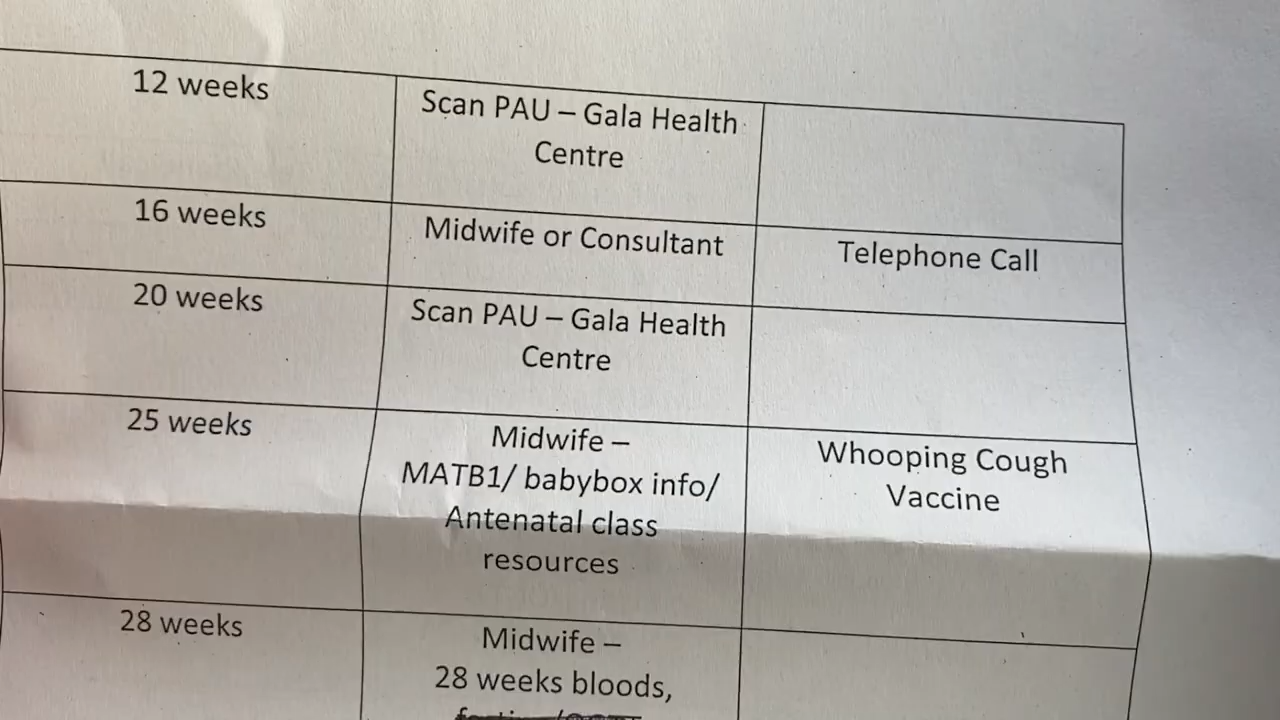 12 weeks
Scan PAU – Gala Health
Centre
16 weeks
Midwife or Consultant
Telephone Call
20 weeks
Scan PAU – Gala Health
Centre
25 weeks
Midwife –
MATB1/ babybox info/
Antenatal class
resources
Whooping Cough
Vaccine
28 weeks
Midwife –
28 weeks bloods,